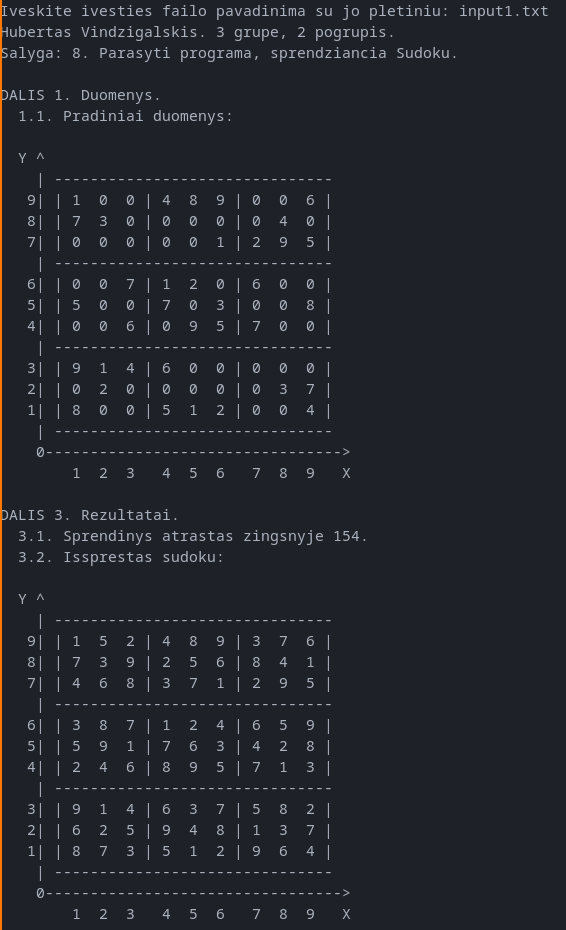 Iveskite ivesties failo pavadinima su jo pletiniu: input1.txt
Hubertas Vindzigalskis. 3 grupe, 2 pogrupis.
Salyga: 8. Parasyti programa, sprendziancia Sudoku.
DALIS 1. Duomenys.
1.1. Pradiniai duomenys:
Y ^
| -------------------------------
9| | 1 0 0 | 4 8 9 | 0 0 6 |
8| | 7 3 0 | 0 0 0 | 0 4 0 |
7| | 0 0 0 | 0 0 1 | 2 9 5 |
| -------------------------------
6| | 0 0 7 | 1 2 0 | 6 0 0 |
5| | 5 0 0 | 7 0 3 | 0 0 8 |
4| | 0 0 6 | 0 9 5 | 7 0 0 |
| -------------------------------
3| | 9 1 4 | 6 0 0 | 0 0 0 |
2| | 0 2 0 | 0 0 0 | 0 3 7 |
1| | 8 0 0 | 5 1 2 | 0 0 4 |
| -------------------------------
0--------------------------------->
1 2 3 4 5 6 7 8 9 X
DALIS 3. Rezultatai.
3.1. Sprendinys atrastas zingsnyje 154.
3.2. Issprestas sudoku:
Y ^
| -------------------------------
9| | 1 5 2 | 4 8 9 | 3 7 6 |
8| | 7 3 9 | 2 5 6 | 8 4 1 |
7| | 4 6 8 | 3 7 1 | 2 9 5 |
| -------------------------------
6| | 3 8 7 | 1 2 4 | 6 5 9 |
5| | 5 9 1 | 7 6 3 | 4 2 8 |
4| | 2 4 6 | 8 9 5 | 7 1 3 |
| -------------------------------
3| | 9 1 4 | 6 3 7 | 5 8 2 |
2| | 6 2 5 | 9 4 8 | 1 3 7 |
1| | 8 7 3 | 5 1 2 | 9 6 4 |
| -------------------------------
0--------------------------------->
1 2 3 4 5 6 7 8 9 X